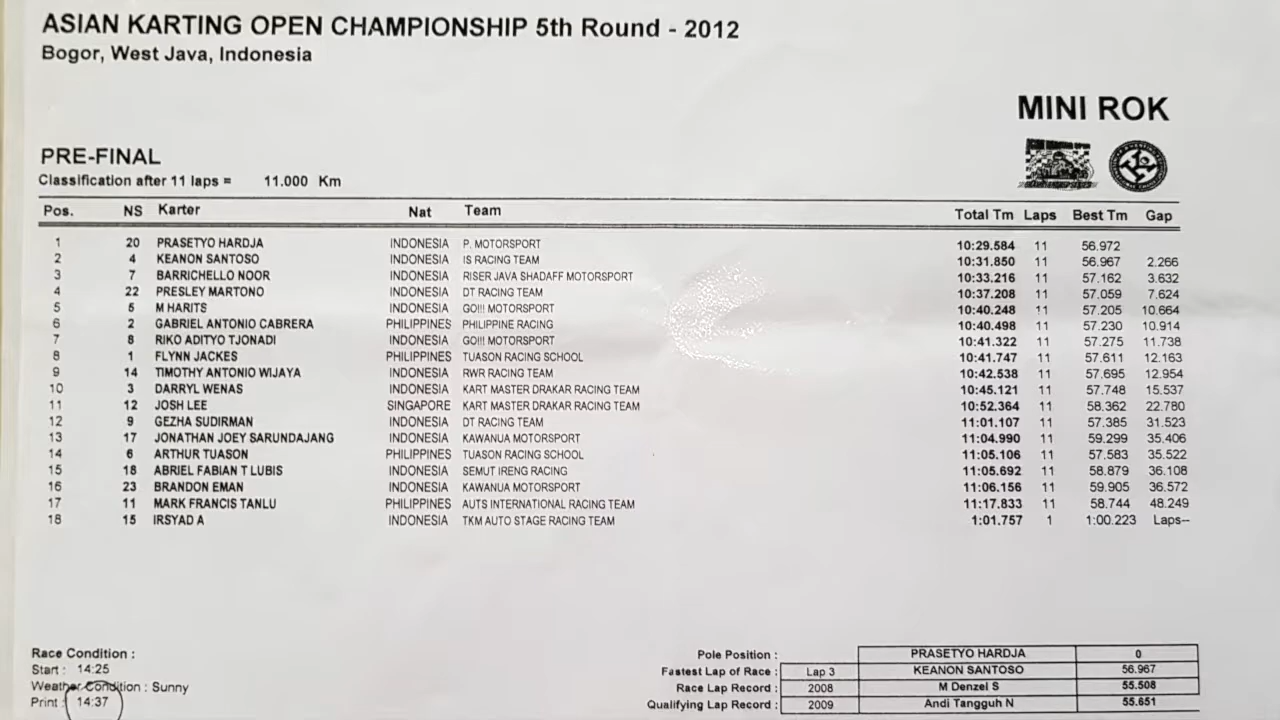 ASIAN KARTING OPEN CHAMPIONSHIP 5th Round - 2012
Bogor, West Java, Indonesia
MINI ROK
PRE-FINAL
Classification after 11 laps = 11.000 Km
Pos. NS Karter Nat Team Total Tm Laps Best Tm Gap
1 20 PRASETYO HARDJA INDONESIA P. MOTORSPORT 10:29.584 11 56.972
2 4 KEANON SANTOSO INDONESIA IS RACING TEAM 10:31.850 11 56.967 2.266
3 7 BARRICHELLO NOOR INDONESIA RISER JAVA SHADAFF MOTORSPORT 10:33.216 11 57.162 3.632
4 22 PRESLEY MARTONO INDONESIA DT RACING TEAM 10:37.208 11 57.059 7.624
5 5 M HARITS INDONESIA GO!!! MOTORSPORT 10:40.248 11 57.205 10.664
6 2 GABRIEL ANTONIO CABRERA PHILIPPINES PHILIPPINE RACING 10:40.498 11 57.230 10.914
7 8 RIKO ADITYO TJONADI INDONESIA GO!!! MOTORSPORT 10:41.322 11 57.275 11.738
8 1 FLYNN JACKES PHILIPPINES TUASON RACING SCHOOL 10:41.747 11 57.611 12.163
9 14 TIMOTHY ANTONIO WIJAYA INDONESIA RWR RACING TEAM 10:42.538 11 57.695 12.954
10 3 DARRYL WENAS INDONESIA KART MASTER DRAKAR RACING TEAM 10:45.121 11 57.748 15.537
11 12 JOSH LEE SINGAPORE KART MASTER DRAKAR RACING TEAM 10:52.364 11 58.362 22.780
12 9 GEZHA SUDIRMAN INDONESIA DT RACING TEAM 11:01.107 11 57.385 31.523
13 17 JONATHAN JOEY SARUNDAJANG INDONESIA KAWANUA MOTORSPORT 11:04.990 11 59.299 35.406
14 6 ARTHUR TUASON PHILIPPINES TUASON RACING SCHOOL 11:05.106 11 57.583 35.522
15 18 ABRIEL FABIAN T LUBIS INDONESIA SEMUT IRENG RACING 11:05.692 11 58.879 36.108
16 23 BRANDON EMAN INDONESIA KAWANUA MOTORSPORT 11:06.156 11 59.905 36.572
17 11 MARK FRANCIS TANLU PHILIPPINES AUTS INTERNATIONAL RACING TEAM 11:17.833 11 58.744 48.249
18 15 IRSYAD A INDONESIA TKM AUTO STAGE RACING TEAM 1:01.757 1 1:00.223 Laps--
Race Condition :
Start : 14:25
Weather Condition : Sunny
Print : 14:37
Pole Position : PRASETYO HARDJA 0
Fastest Lap of Race : Lap 3 KEANON SANTOSO 56.967
Race Lap Record : 2008 M Denzel S 55.508
Qualifying Lap Record : 2009 Andi Tangguh N 55.651